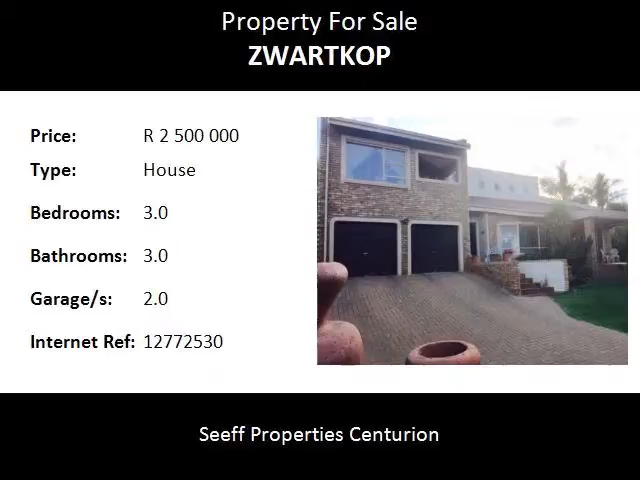 Property For Sale
ZWARTKOP
Price: R 2 500 000
Type: House
Bedrooms: 3.0
Bathrooms: 3.0
Garage/s: 2.0
Internet Ref: 12772530
Seeff Properties Centurion